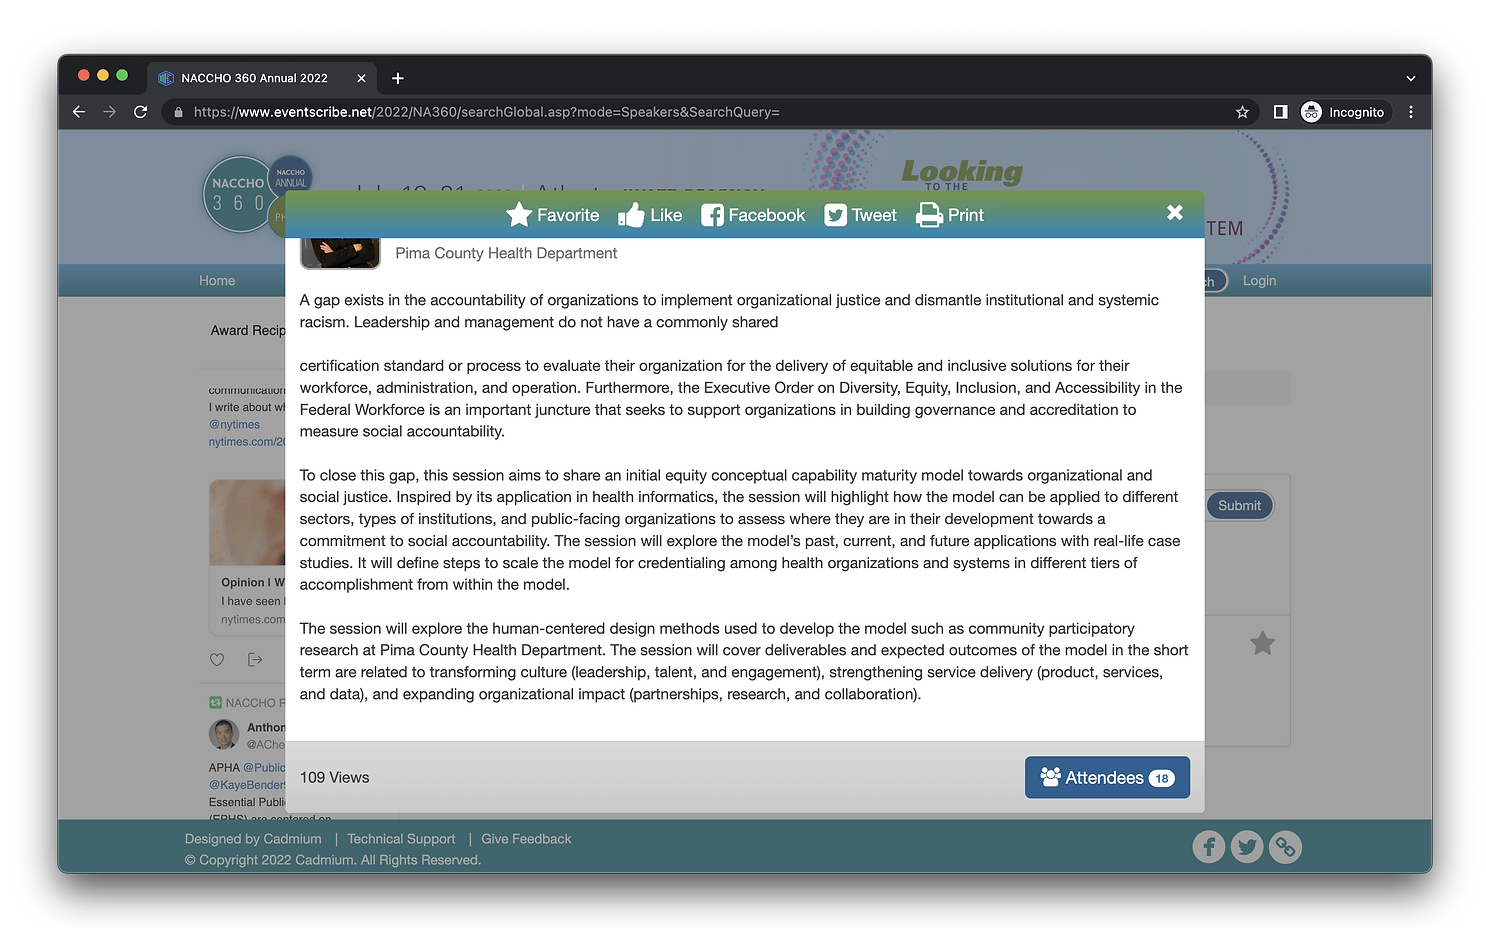 NACCHO 360 Annual 2022
https://www.eventscribe.net/2022/NA360/searchGlobal.asp?mode=Speakers&SearchQuery=
Incognito
NACCHO
360
NACCHO
ANNUAL
Looking
TO THE
TEM
Favorite
Like
Facebook
Tweet
Print
Home
Login
Pima County Health Department
A gap exists in the accountability of organizations to implement organizational justice and dismantle institutional and systemic
racism. Leadership and management do not have a commonly shared
certification standard or process to evaluate their organization for the delivery of equitable and inclusive solutions for their
workforce, administration, and operation. Furthermore, the Executive Order on Diversity, Equity, Inclusion, and Accessibility in the
Federal Workforce is an important juncture that seeks to support organizations in building governance and accreditation to
measure social accountability.
To close this gap, this session aims to share an initial equity conceptual capability maturity model towards organizational and
social justice. Inspired by its application in health informatics, the session will highlight how the model can be applied to different
sectors, types of institutions, and public-facing organizations to assess where they are in their development towards a
commitment to social accountability. The session will explore the model’s past, current, and future applications with real-life case
studies. It will define steps to scale the model for credentialing among health organizations and systems in different tiers of
accomplishment from within the model.
The session will explore the human-centered design methods used to develop the model such as community participatory
research at Pima County Health Department. The session will cover deliverables and expected outcomes of the model in the short
term are related to transforming culture (leadership, talent, and engagement), strengthening service delivery (product, services,
and data), and expanding organizational impact (partnerships, research, and collaboration).
109 Views
Attendees 18
Award Recip
communication
I write about wh
@nytimes
nytimes.com/20
Opinion I W
I have seen
nytimes.com
NACCHO
Anthon
@AChe
APHA @Public
@KayeBender
Essential Publi
(EPHS) are centered on
Submit
Designed by Cadmium | Technical Support | Give Feedback
© Copyright 2022 Cadmium. All Rights Reserved.